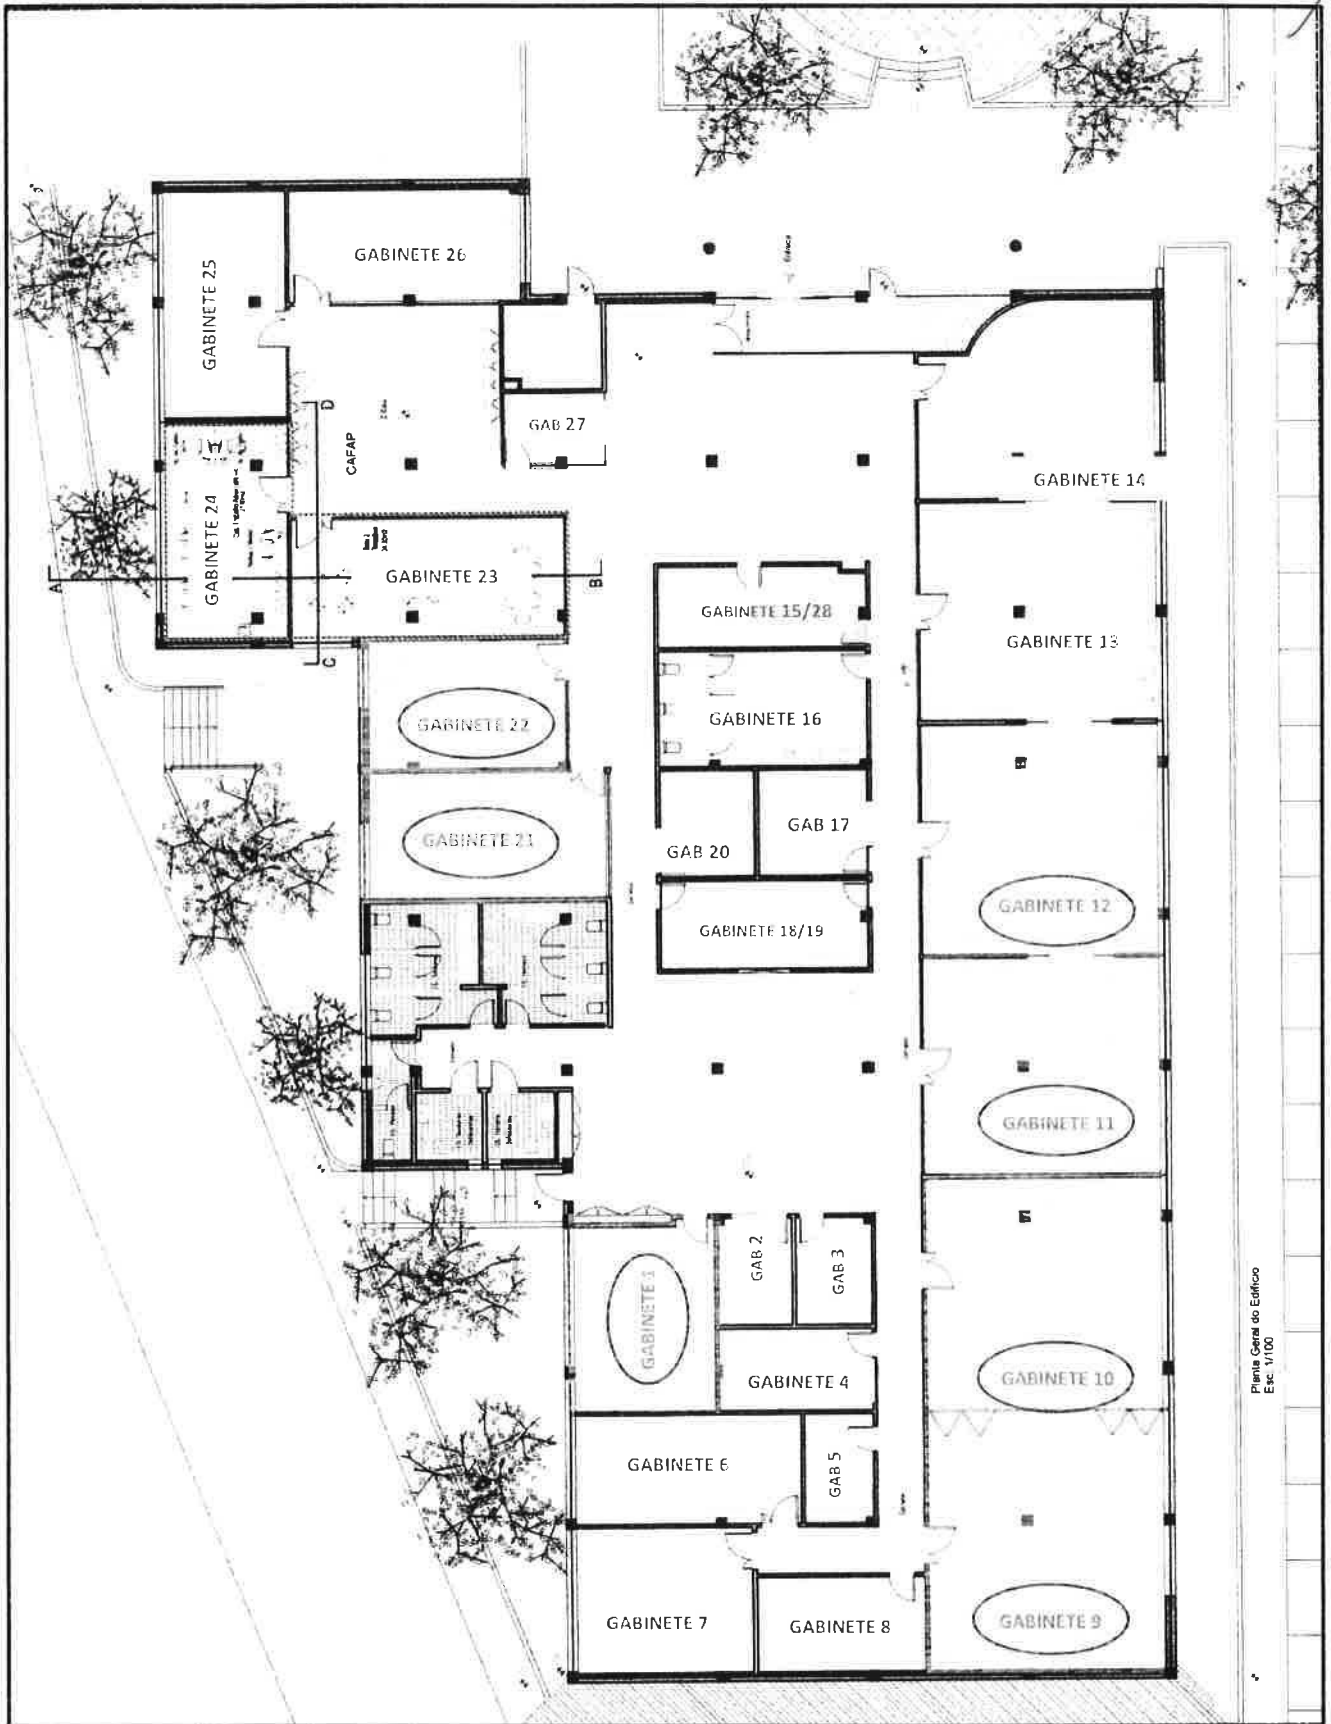 GABINETE 25
GABINETE 26
GABINETE 24
D
CAFAP
GAB 27
GABINETE 14
A
GABINETE 23
B
GABINETE 15/28
C
GABINETE 13
GABINETE 22
GABINETE 16
GABINETE 21
GAB 17
GAB 20
GABINETE 12
GABINETE 18/19
GABINETE 11
GAB 2
GAB 3
GABINETE 1
GABINETE 4
GABINETE 10
GABINETE 6
GAB 5
GABINETE 7
GABINETE 8
GABINETE 9
Planta Geral do Edifício
Esc. 1/100